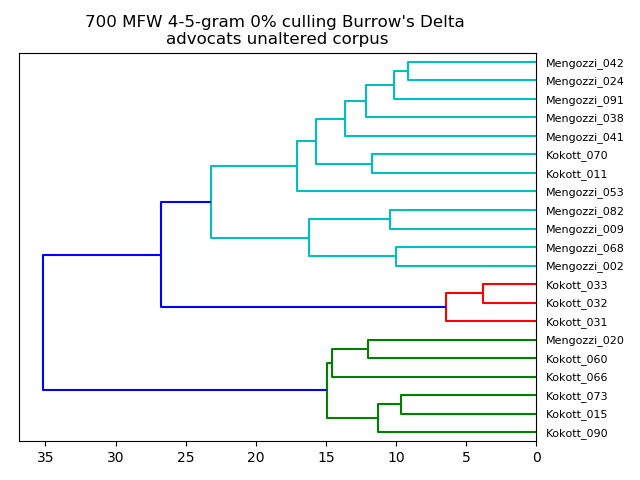 700 MFW 4-5-gram 0% culling Burrow's Delta
advocats unaltered corpus
Mengozzi_042
Mengozzi_024
Mengozzi_091
Mengozzi_038
Mengozzi_041
Kokott_070
Kokott_011
Mengozzi_053
Mengozzi_082
Mengozzi_009
Mengozzi_068
Mengozzi_002
Kokott_033
Kokott_032
Kokott_031
Mengozzi_020
Kokott_060
Kokott_066
Kokott_073
Kokott_015
Kokott_090
35 30 25 20 15 10 5 0